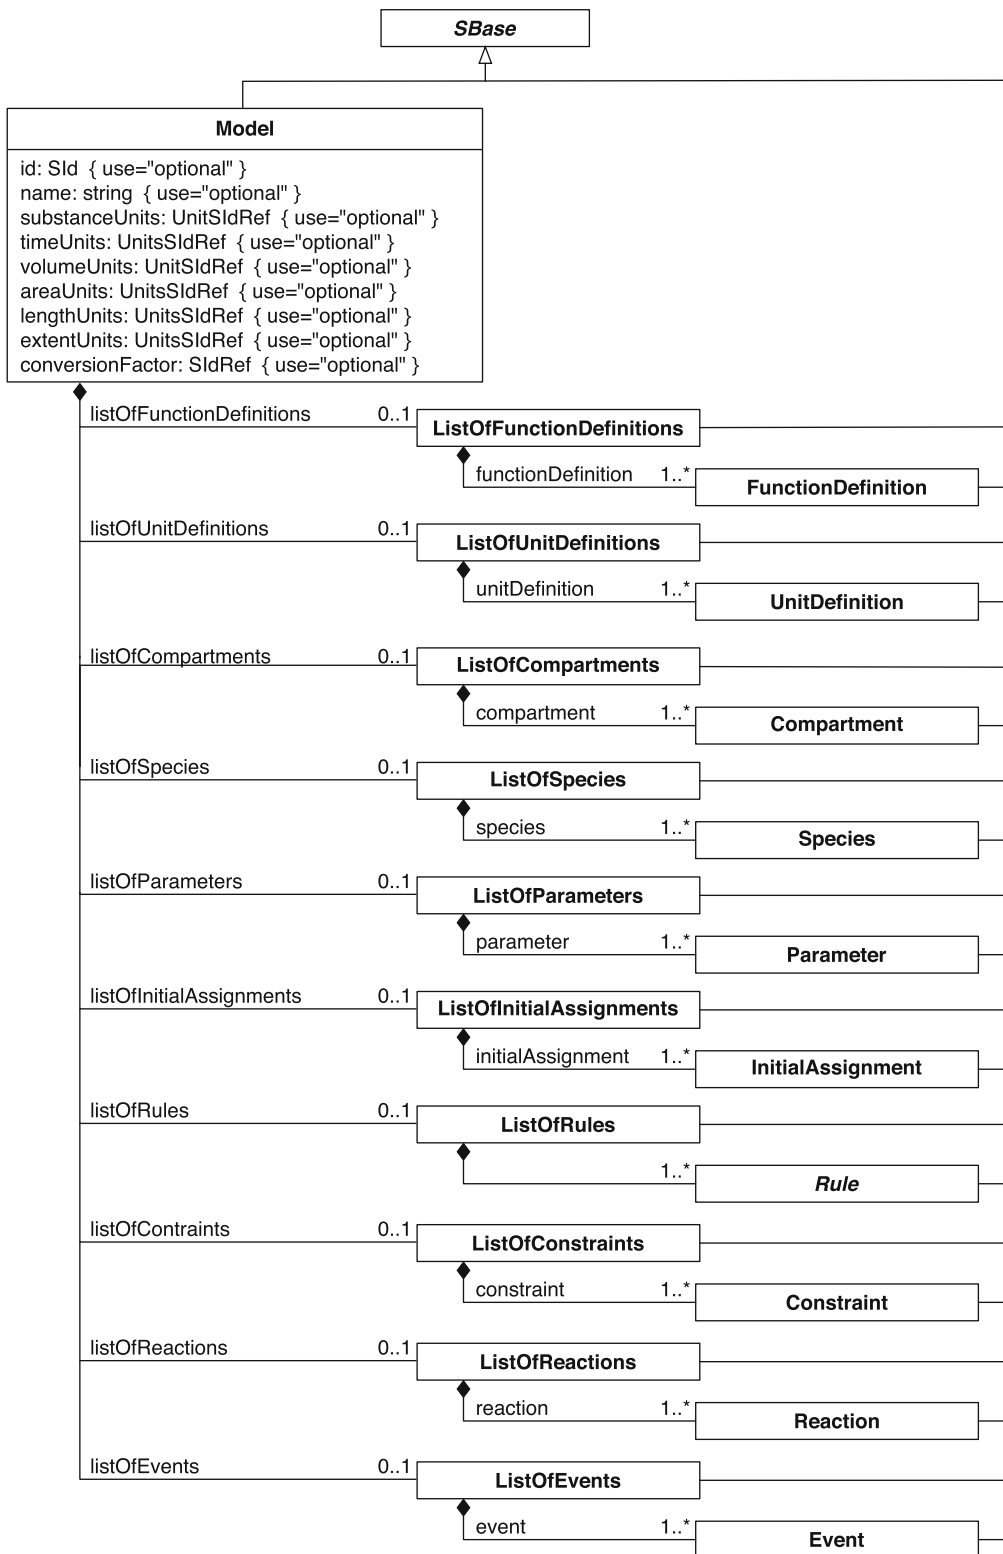 SBase
Model
id: SId { use="optional" }
name: string { use="optional" }
substanceUnits: UnitSIdRef { use="optional" }
timeUnits: UnitsSIdRef { use="optional" }
volumeUnits: UnitSIdRef { use="optional" }
areaUnits: UnitsSIdRef { use="optional" }
lengthUnits: UnitsSIdRef { use="optional" }
extentUnits: UnitsSIdRef { use="optional" }
conversionFactor: SIdRef { use="optional" }
listOfFunctionDefinitions 0..1 ListOfFunctionDefinitions
functionDefinition 1..* FunctionDefinition
listOfUnitDefinitions 0..1 ListOfUnitDefinitions
unitDefinition 1..* UnitDefinition
listOfCompartments 0..1 ListOfCompartments
compartment 1..* Compartment
listOfSpecies 0..1 ListOfSpecies
species 1..* Species
listOfParameters 0..1 ListOfParameters
parameter 1..* Parameter
listOfInitialAssignments 0..1 ListOfInitialAssignments
initialAssignment 1..* InitialAssignment
listOfRules 0..1 ListOfRules
1..* Rule
listOfContraints 0..1 ListOfConstraints
constraint 1..* Constraint
listOfReactions 0..1 ListOfReactions
reaction 1..* Reaction
listOfEvents 0..1 ListOfEvents
event 1..* Event